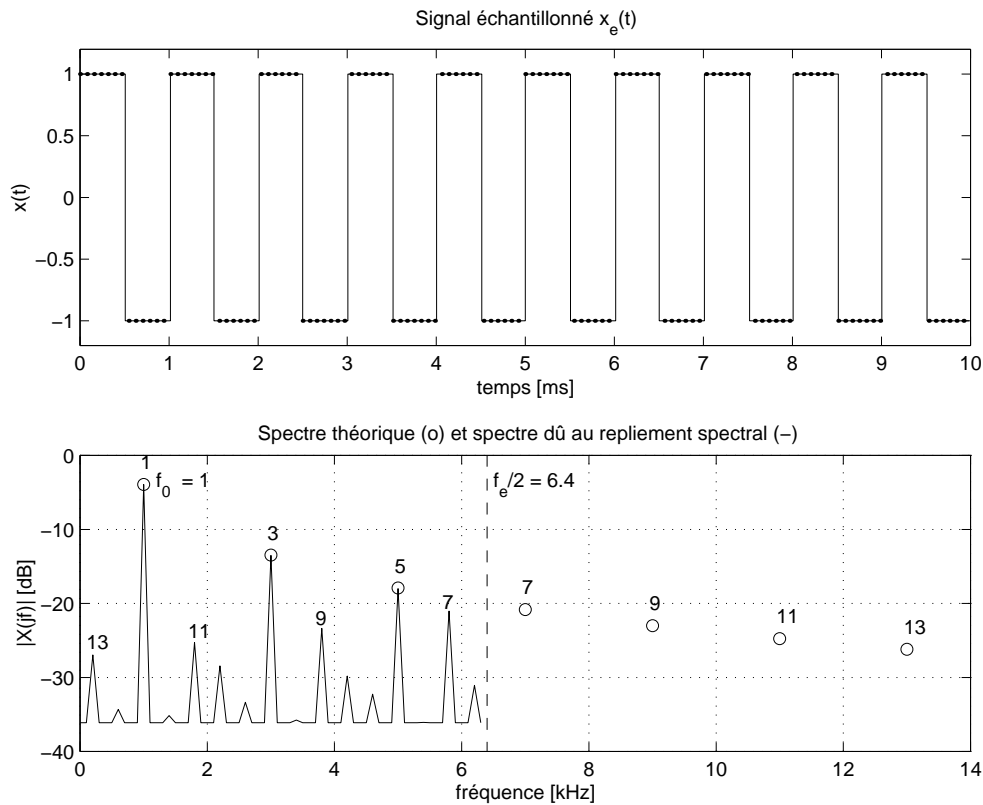 Signal échantillonné x_e(t)
1
0.5
0
−0.5
−1
x(t)
0 1 2 3 4 5 6 7 8 9 10
temps [ms]
Spectre théorique (o) et spectre dû au repliement spectral (−)
0
−10
−20
−30
−40
|X(jf)| [dB]
1
f_0 = 1
f_e/2 = 6.4
3
5
7
9
11
13
7
9
11
13
0 2 4 6 8 10 12 14
fréquence [kHz]